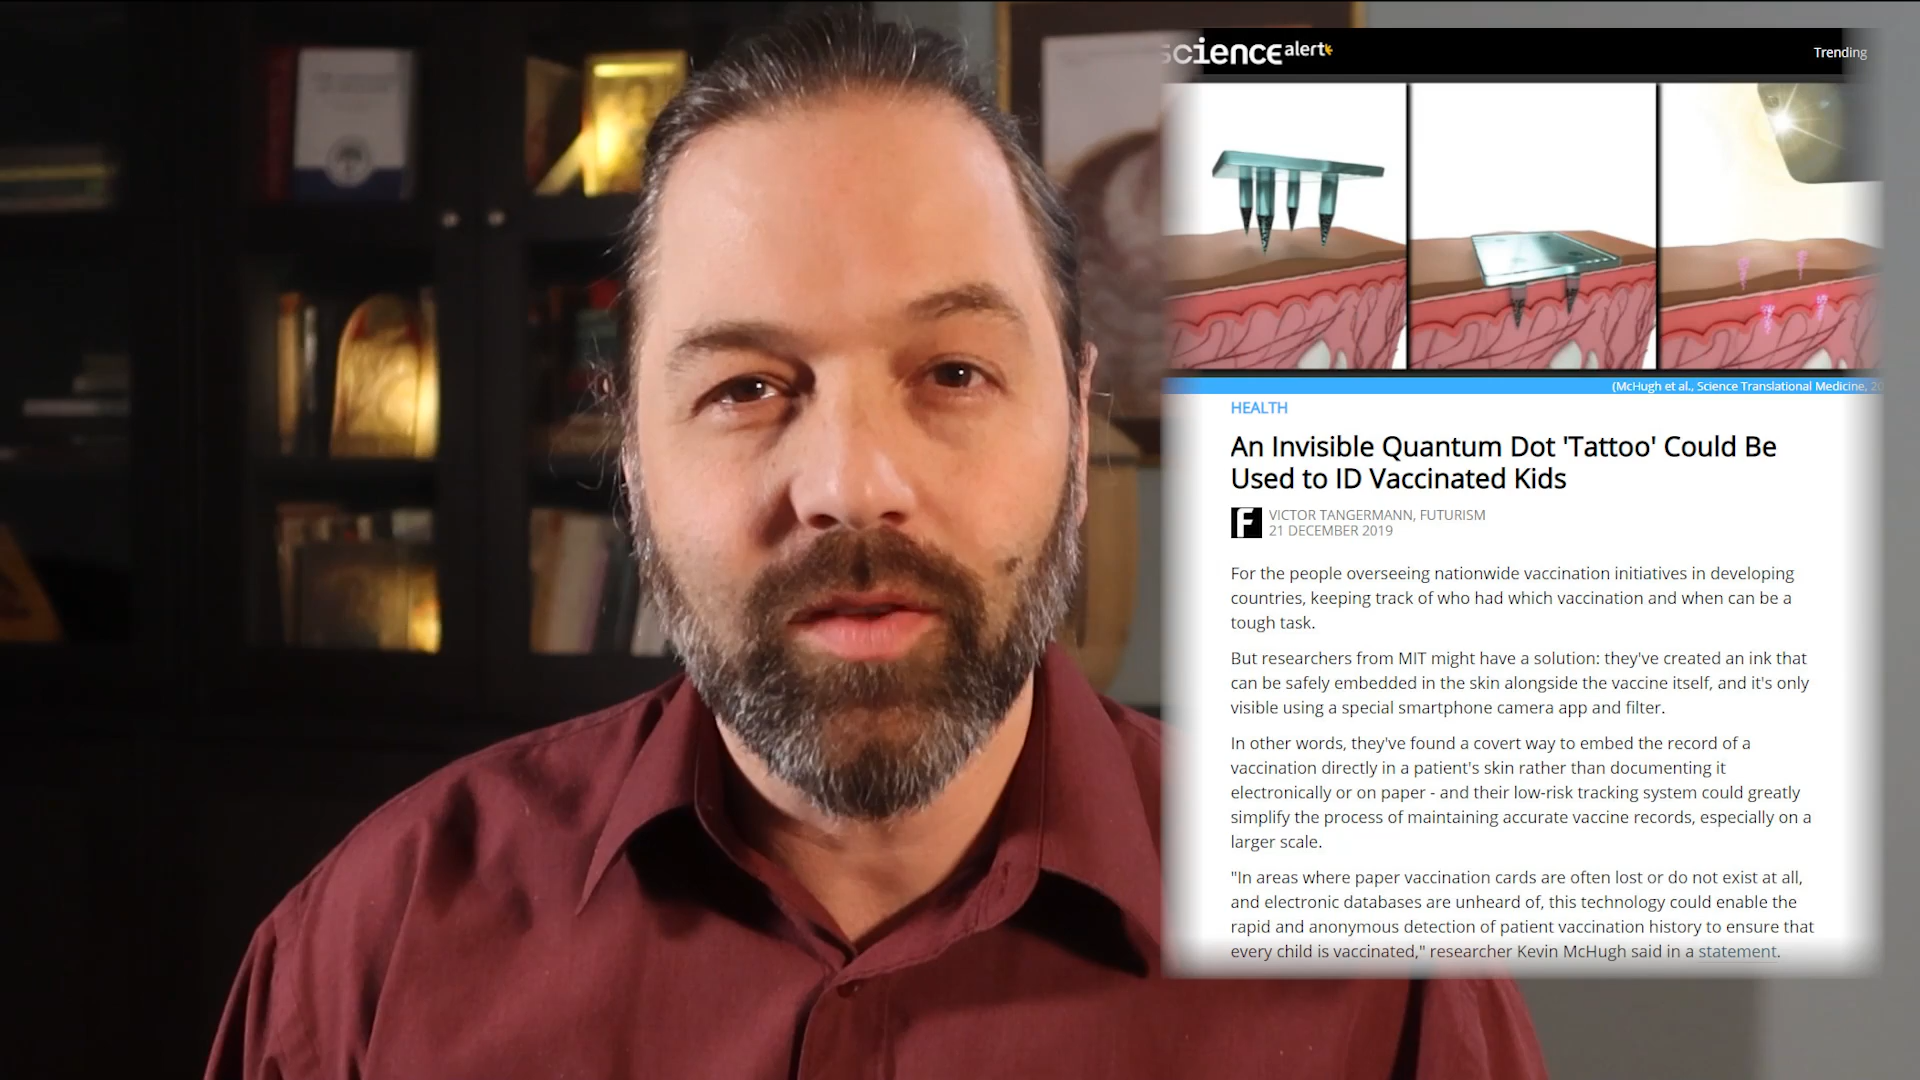 sciencealert
Trending
(McHugh et al., Science Translational Medicine, 20
HEALTH
An Invisible Quantum Dot 'Tattoo' Could Be
Used to ID Vaccinated Kids
F
VICTOR TANGERMANN, FUTURISM
21 DECEMBER 2019
For the people overseeing nationwide vaccination initiatives in developing
countries, keeping track of who had which vaccination and when can be a
tough task.
But researchers from MIT might have a solution: they've created an ink that
can be safely embedded in the skin alongside the vaccine itself, and it's only
visible using a special smartphone camera app and filter.
In other words, they've found a covert way to embed the record of a
vaccination directly in a patient's skin rather than documenting it
electronically or on paper - and their low-risk tracking system could greatly
simplify the process of maintaining accurate vaccine records, especially on a
larger scale.
"In areas where paper vaccination cards are often lost or do not exist at all,
and electronic databases are unheard of, this technology could enable the
rapid and anonymous detection of patient vaccination history to ensure that
every child is vaccinated," researcher Kevin McHugh said in a statement.